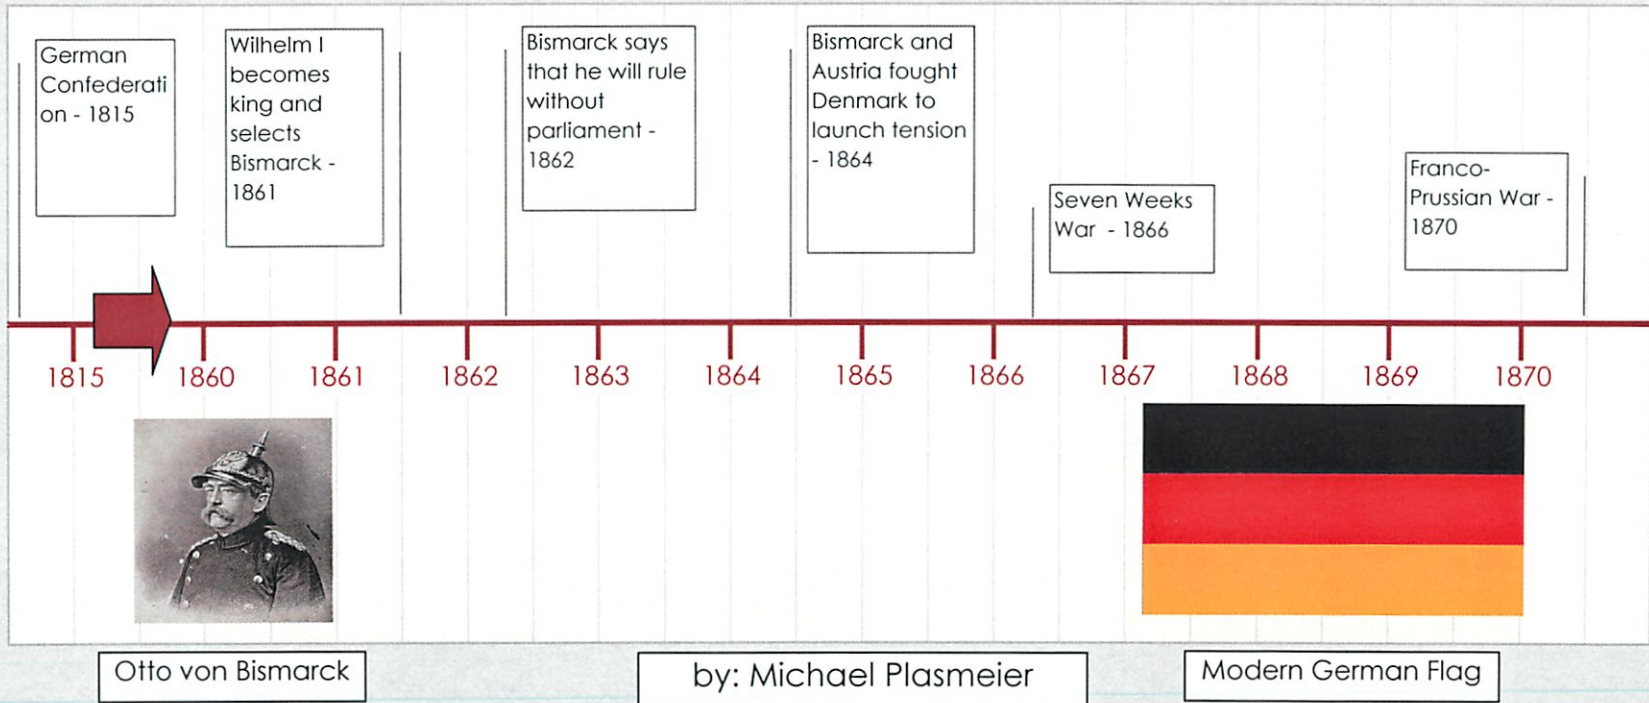 German
Confederati
on - 1815
Wilhelm I
becomes
king and
selects
Bismarck -
1861
Bismarck says
that he will rule
without
parliament -
1862
Bismarck and
Austria fought
Denmark to
launch tension
- 1864
Seven Weeks
War  - 1866
Franco-
Prussian War -
1870
1815 1860 1861 1862 1863 1864 1865 1866 1867 1868 1869 1870
Otto von Bismarck
by: Michael Plasmeier
Modern German Flag